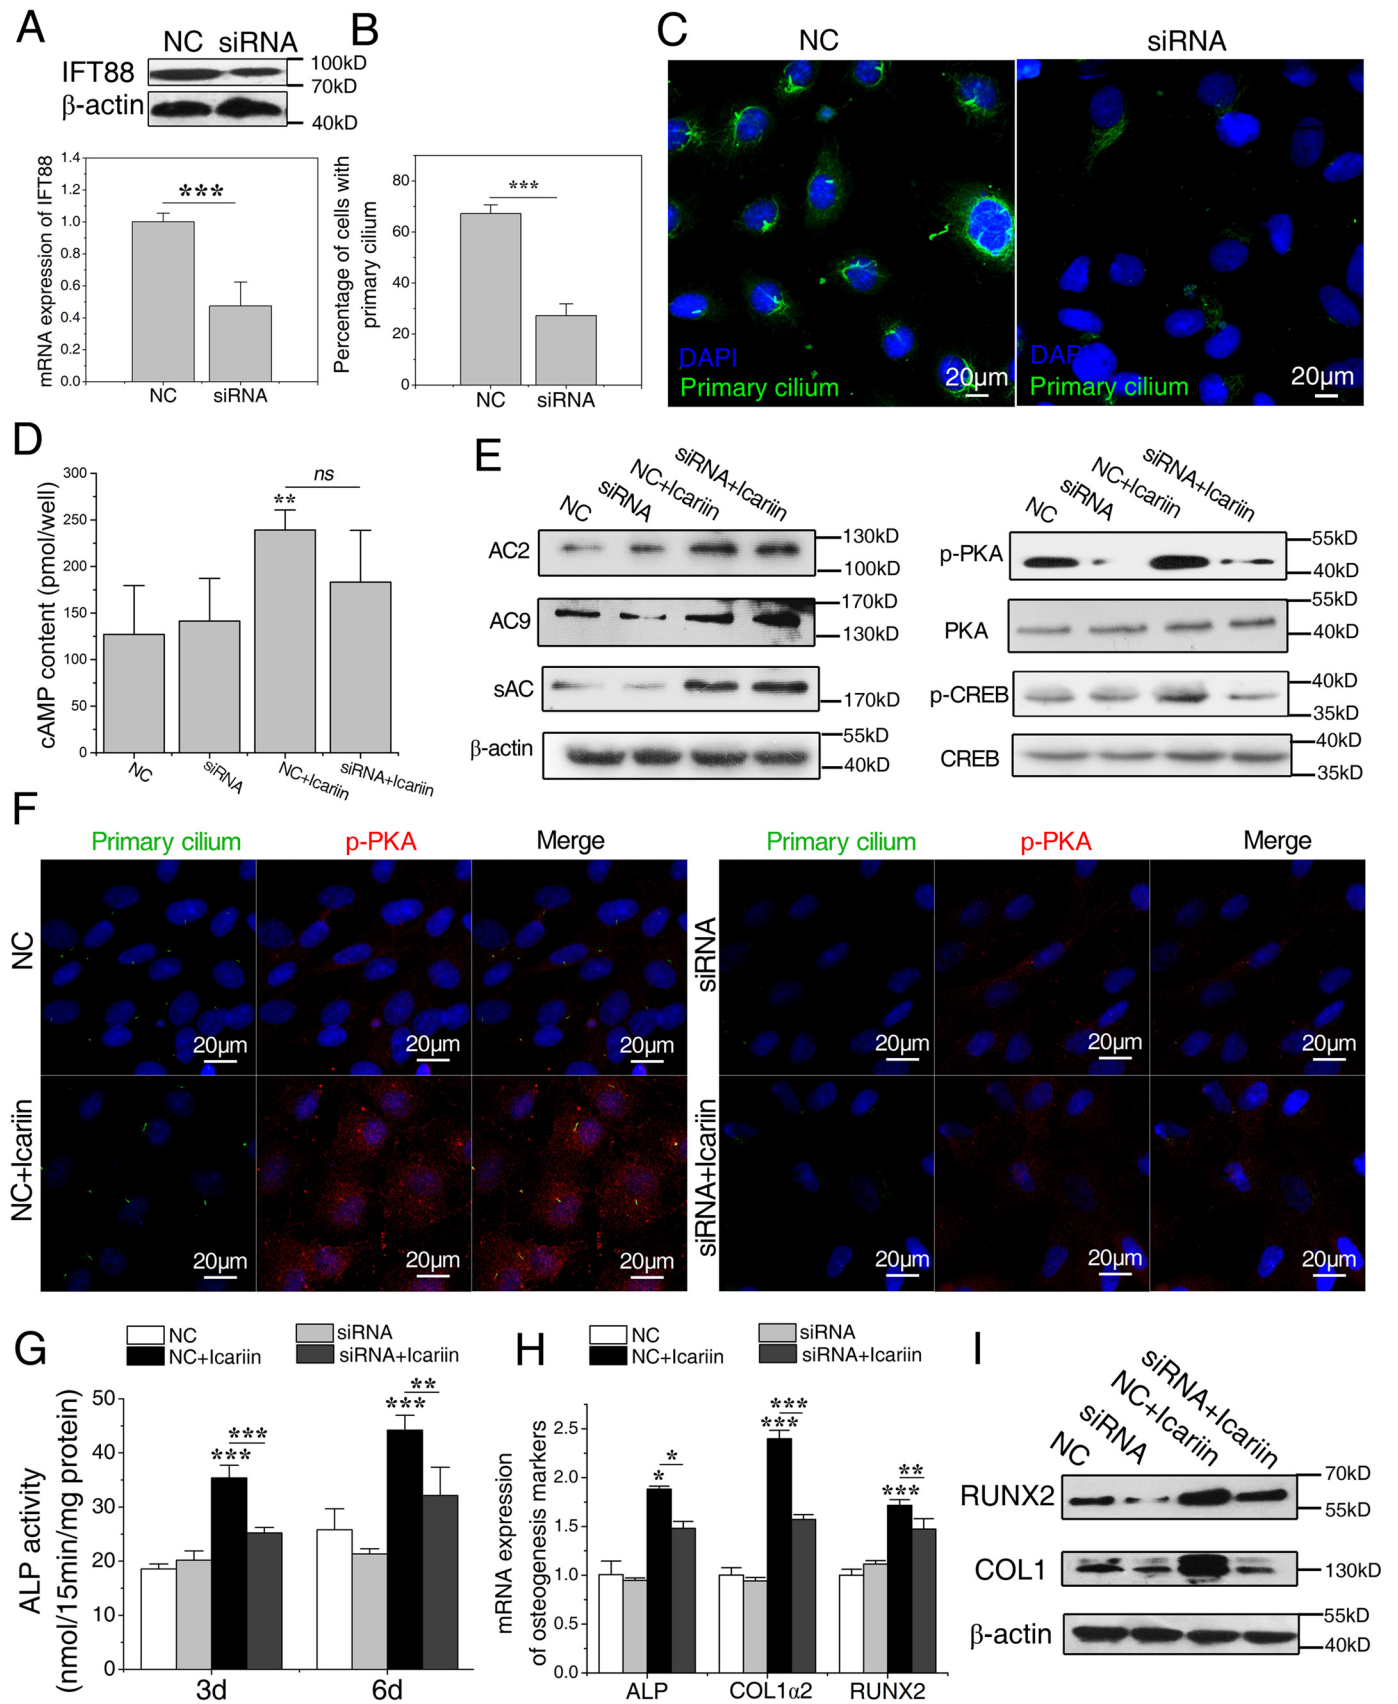 A
NC siRNA
IFT88
100kD
70kD
β-actin
40kD
mRNA expression of IFT88
1.4
1.2
1.0
0.8
0.6
0.4
0.2
0.0
***
NC siRNA
B
Percentage of cells with
primary cilium
80
60
40
20
0
***
NC siRNA
C
NC siRNA
DAPI
Primary cilium
20μm
DAPI
Primary cilium
20μm
D
cAMP content (pmol/well)
300
250
200
150
100
50
0
ns
**
NC siRNA NC+Icariin siRNA+Icariin
E
NC siRNA NC+Icariin siRNA+Icariin
AC2
130kD
100kD
AC9
170kD
130kD
sAC
170kD
β-actin
55kD
40kD
NC siRNA NC+Icariin siRNA+Icariin
p-PKA
55kD
40kD
PKA
55kD
40kD
p-CREB
40kD
35kD
CREB
40kD
35kD
F
Primary cilium p-PKA Merge
NC
20μm 20μm 20μm
NC+Icariin
20μm 20μm 20μm
Primary cilium p-PKA Merge
siRNA
20μm 20μm 20μm
siRNA+Icariin
20μm 20μm 20μm
G
NC siRNA
NC+Icariin siRNA+Icariin
ALP activity
(nmol/15min/mg protein)
50
40
30
20
10
0
*** ***
*** **
3d 6d
H
NC siRNA
NC+Icariin siRNA+Icariin
mRNA expression
of osteogenesis markers
2.5
2.0
1.5
1.0
0.5
0.0
* *
*** ***
*** **
ALP COL1α2 RUNX2
I
NC siRNA NC+Icariin siRNA+Icariin
RUNX2
70kD
55kD
COL1
130kD
β-actin
55kD
40kD